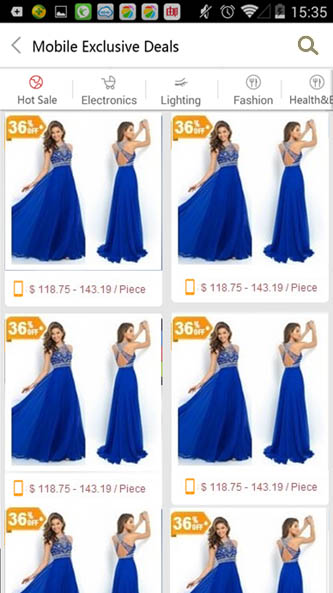 15:35
Mobile Exclusive Deals
Hot Sale Electronics Lighting Fashion Health&
36% OFF 36% OFF
$ 118.75 - 143.19 / Piece $ 118.75 - 143.19 / Piece
36% OFF 36% OFF
$ 118.75 - 143.19 / Piece $ 118.75 - 143.19 / Piece
36% OFF 36% OFF